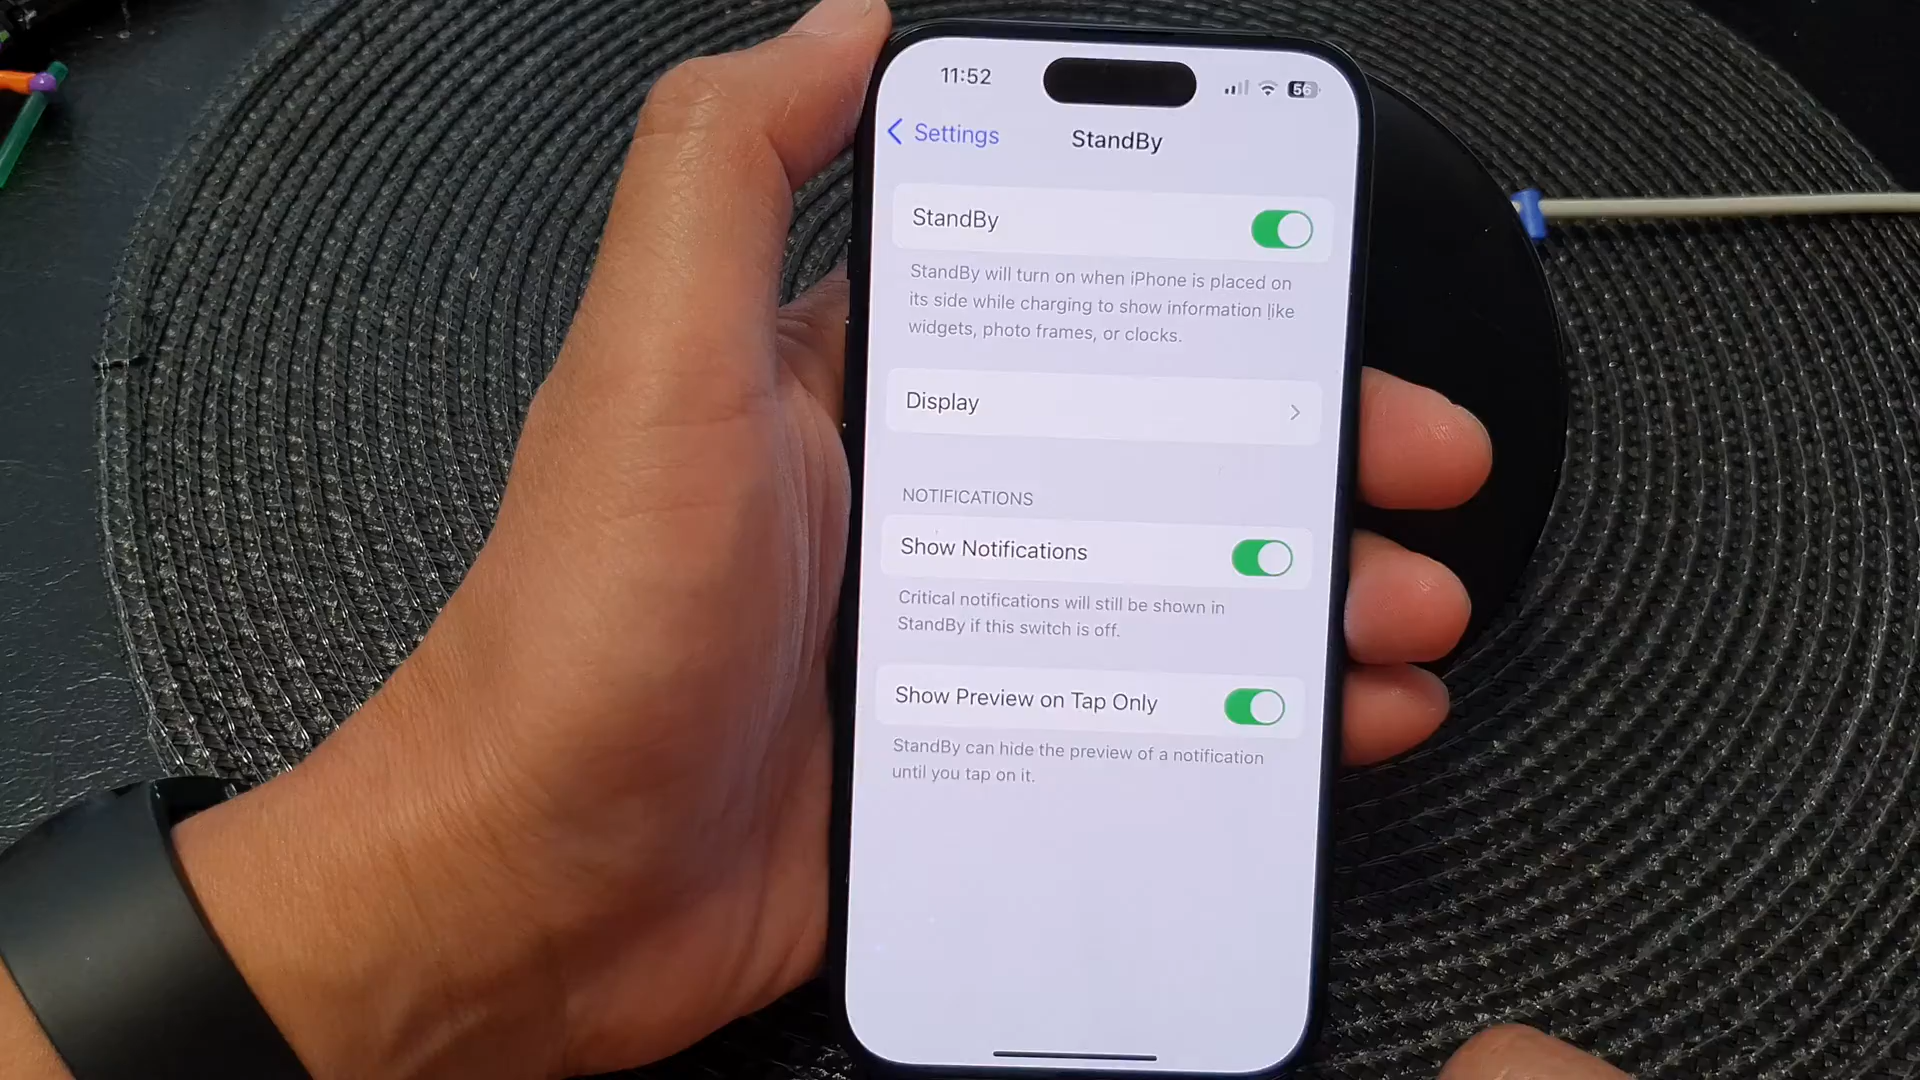 11:52
56
Settings
StandBy
StandBy
StandBy will turn on when iPhone is placed on
its side while charging to show information like
widgets, photo frames, or clocks.
Display
NOTIFICATIONS
Show Notifications
Critical notifications will still be shown in
StandBy if this switch is off.
Show Preview on Tap Only
StandBy can hide the preview of a notification
until you tap on it.